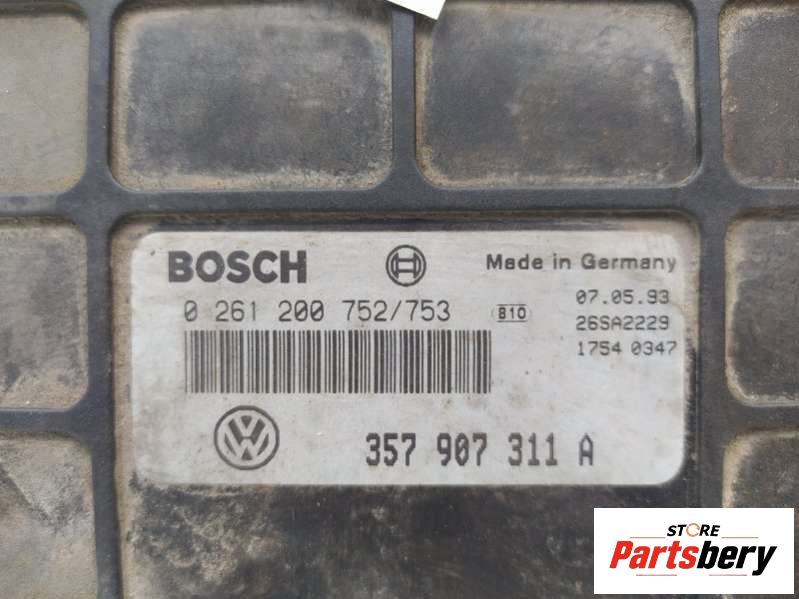 BOSCH
Made in Germany
0 261 200 752/753
810
07.05.93
26SA2229
1754 0347
357 907 311 A
STORE
Partsbery